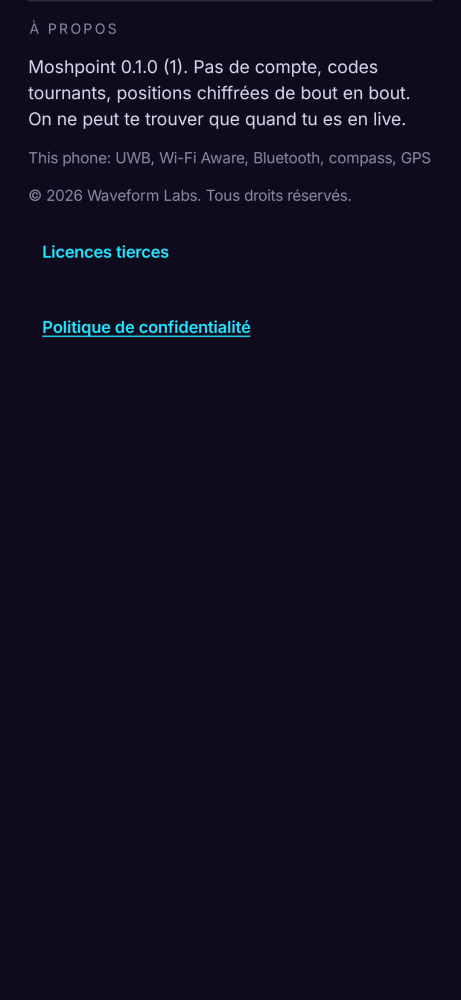 À PROPOS
Moshpoint 0.1.0 (1). Pas de compte, codes
tournants, positions chiffrées de bout en bout.
On ne peut te trouver que quand tu es en live.
This phone: UWB, Wi-Fi Aware, Bluetooth, compass, GPS
© 2026 Waveform Labs. Tous droits réservés.
Licences tierces
Politique de confidentialité